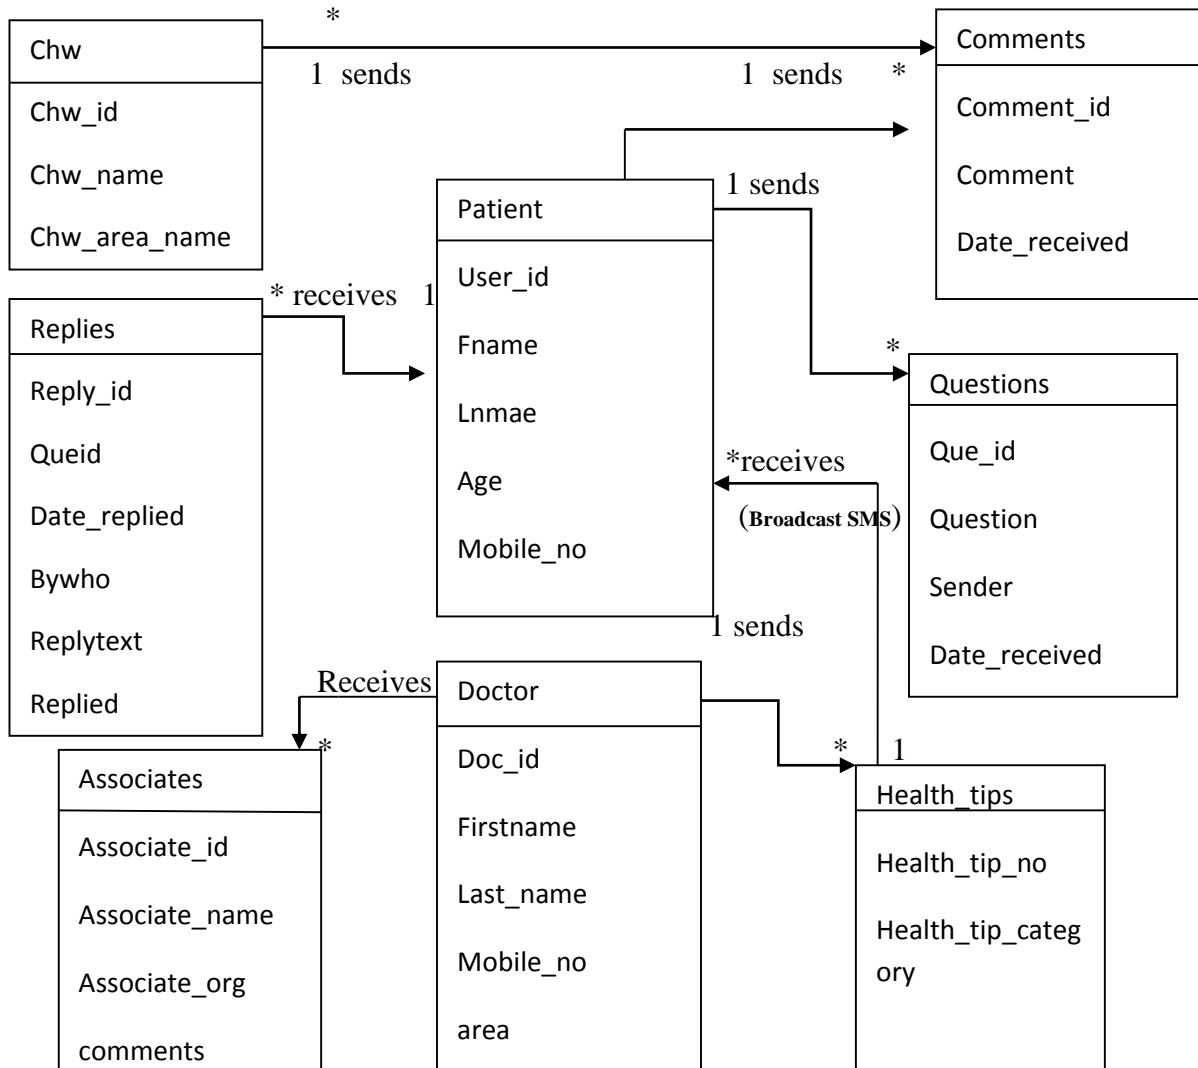 *
Chw
1 sends
1 sends
*
Chw_id
Chw_name
Chw_area_name
Comments
Comment_id
Comment
Date_received
1 sends
Patient
User_id
Fname
Lnmae
Age
Mobile_no
* receives 1
Replies
Reply_id
Queid
Date_replied
Bywho
Replytext
Replied
*
Questions
Que_id
Question
Sender
Date_received
*receives
(Broadcast SMS)
1 sends
Receives
*
Doctor
Doc_id
Firstname
Last_name
Mobile_no
area
Associates
Associate_id
Associate_name
Associate_org
comments
*
1
Health_tips
Health_tip_no
Health_tip_categ
ory